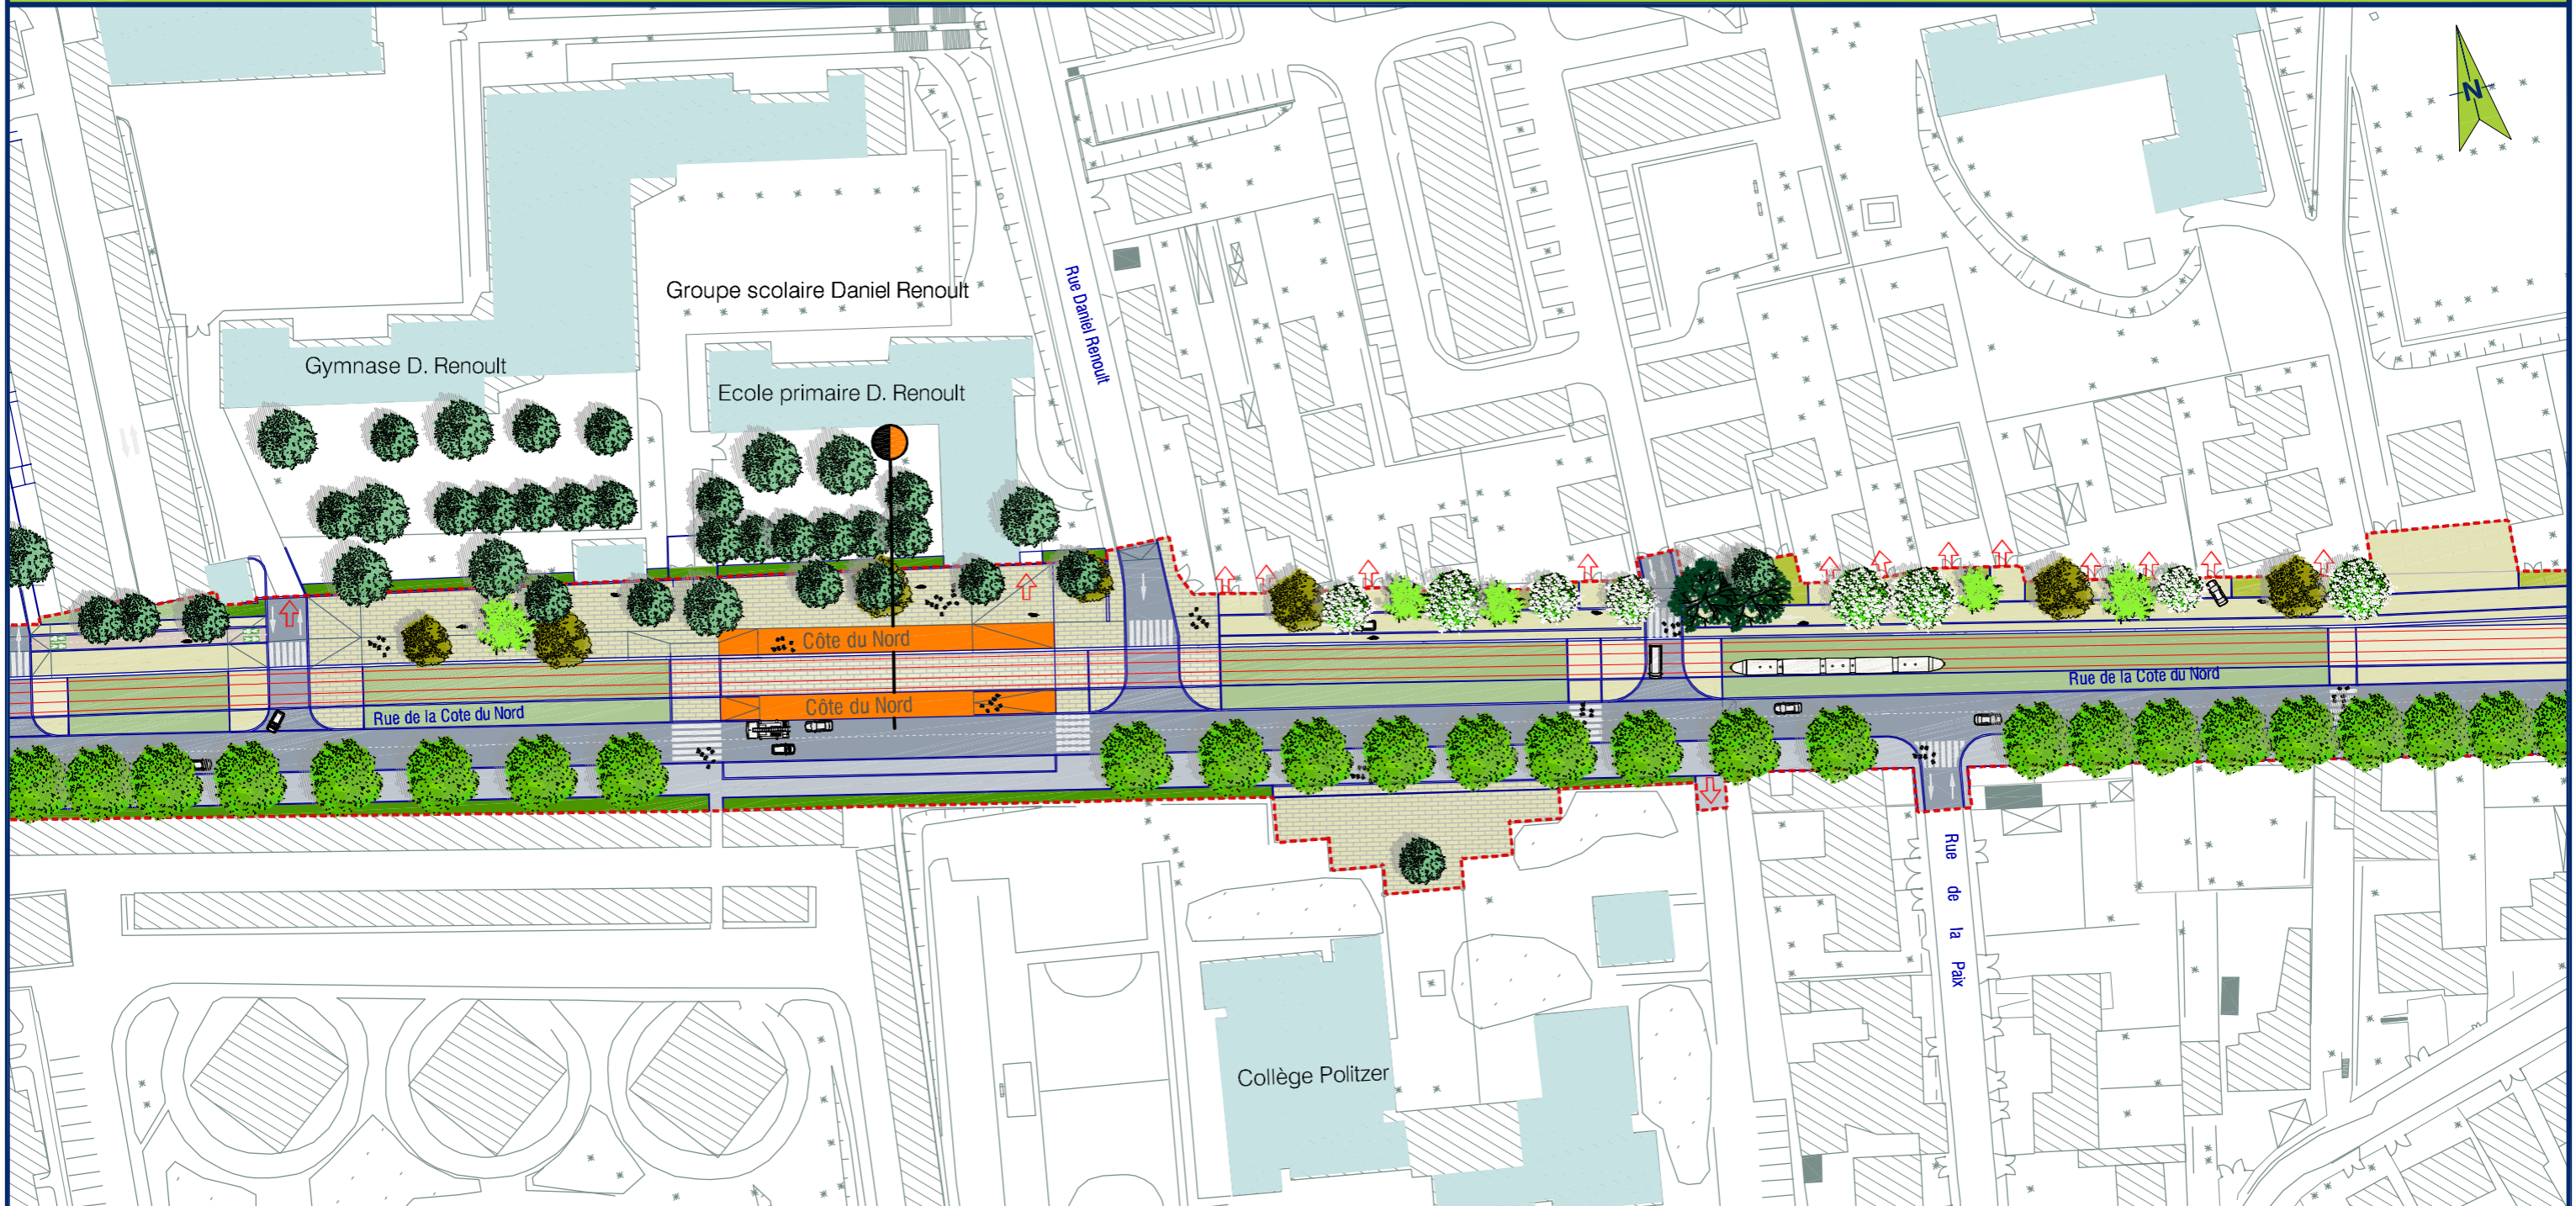 N
Groupe scolaire Daniel Renoult
Rue Daniel Renoult
Gymnase D. Renoult
Ecole primaire D. Renoult
Côte du Nord
Rue de la Cote du Nord
Côte du Nord
Rue de la Cote du Nord
Rue de la Paix
Collège Politzer